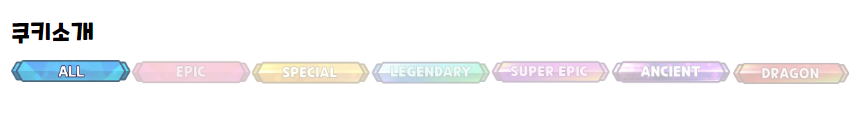 쿠키소개
ALL EPIC SPECIAL LEGENDARY SUPER EPIC ANCIENT DRAGON